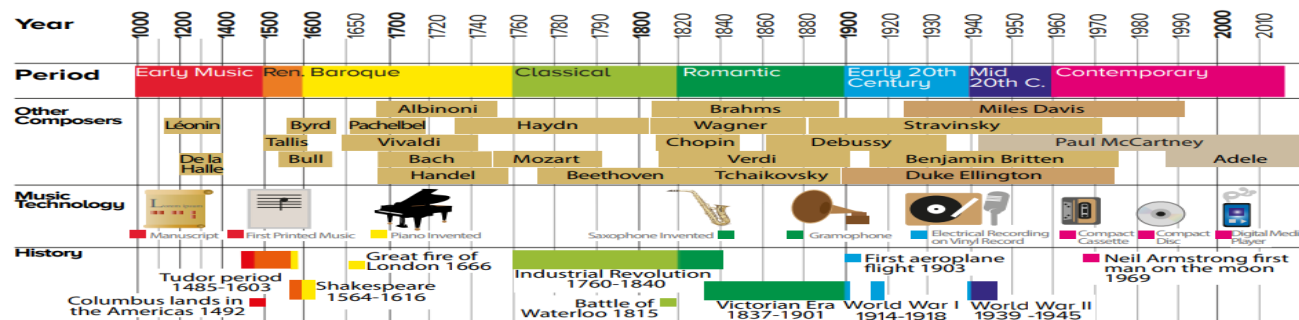 Year
1000 1200 1400 1500 1600 1650 1700 1720 1740 1760 1780 1790 1800 1820 1840 1860 1880 1900 1920 1930 1940 1950 1960 1970 1980 1990 2000 2010
Period
Early Music
Ren.
Baroque
Classical
Romantic
Early 20th
Century
Mid
20th C.
Contemporary
Other
Composers
Albinoni
Brahms
Miles Davis
Léonin
Byrd
Pachelbel
Haydn
Wagner
Stravinsky
Tallis
Vivaldi
Chopin
Debussy
Paul McCartney
De la
Halle
Bull
Bach
Mozart
Verdi
Benjamin Britten
Adele
Handel
Beethoven
Tchaikovsky
Duke Ellington
Music
Technology
Manuscript
First Printed Music
Piano Invented
Saxophone Invented
Gramophone
Electrical Recording
on Vinyl Record
Compact
Cassette
Compact
Disc
Digital Medi
Player
History
Tudor period
1485-1603
Columbus lands in
the Americas 1492
Shakespeare
1564-1616
Great fire of
London 1666
Industrial Revolution
1760-1840
Battle of
Waterloo 1815
Victorian Era
1837-1901
First aeroplane
flight 1903
World War I
1914-1918
World War II
1939 -1945
Neil Armstrong first
man on the moon
1969